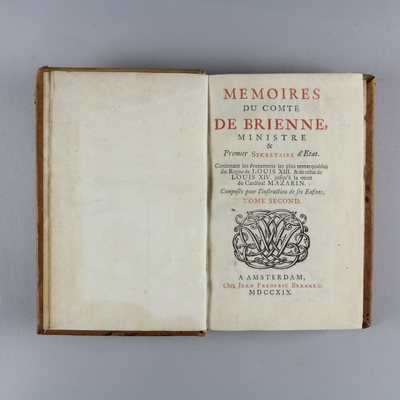 MEMOIRES
DU COMTE
DE BRIENNE,
MINISTRE
&
Premier SECRETAIRE d'Etat.
Contenant les évenemens les plus remarquables
du Regne de LOUIS XIII. & de celui de
LOUIS XIV. jusqu'à la mort
du Cardinal MAZARIN.
Composés pour l'instruction de ses Enfans.
TOME SECOND.
A AMSTERDAM,
Chez JEAN FREDERIC BERNARD.
MDCCXIX.